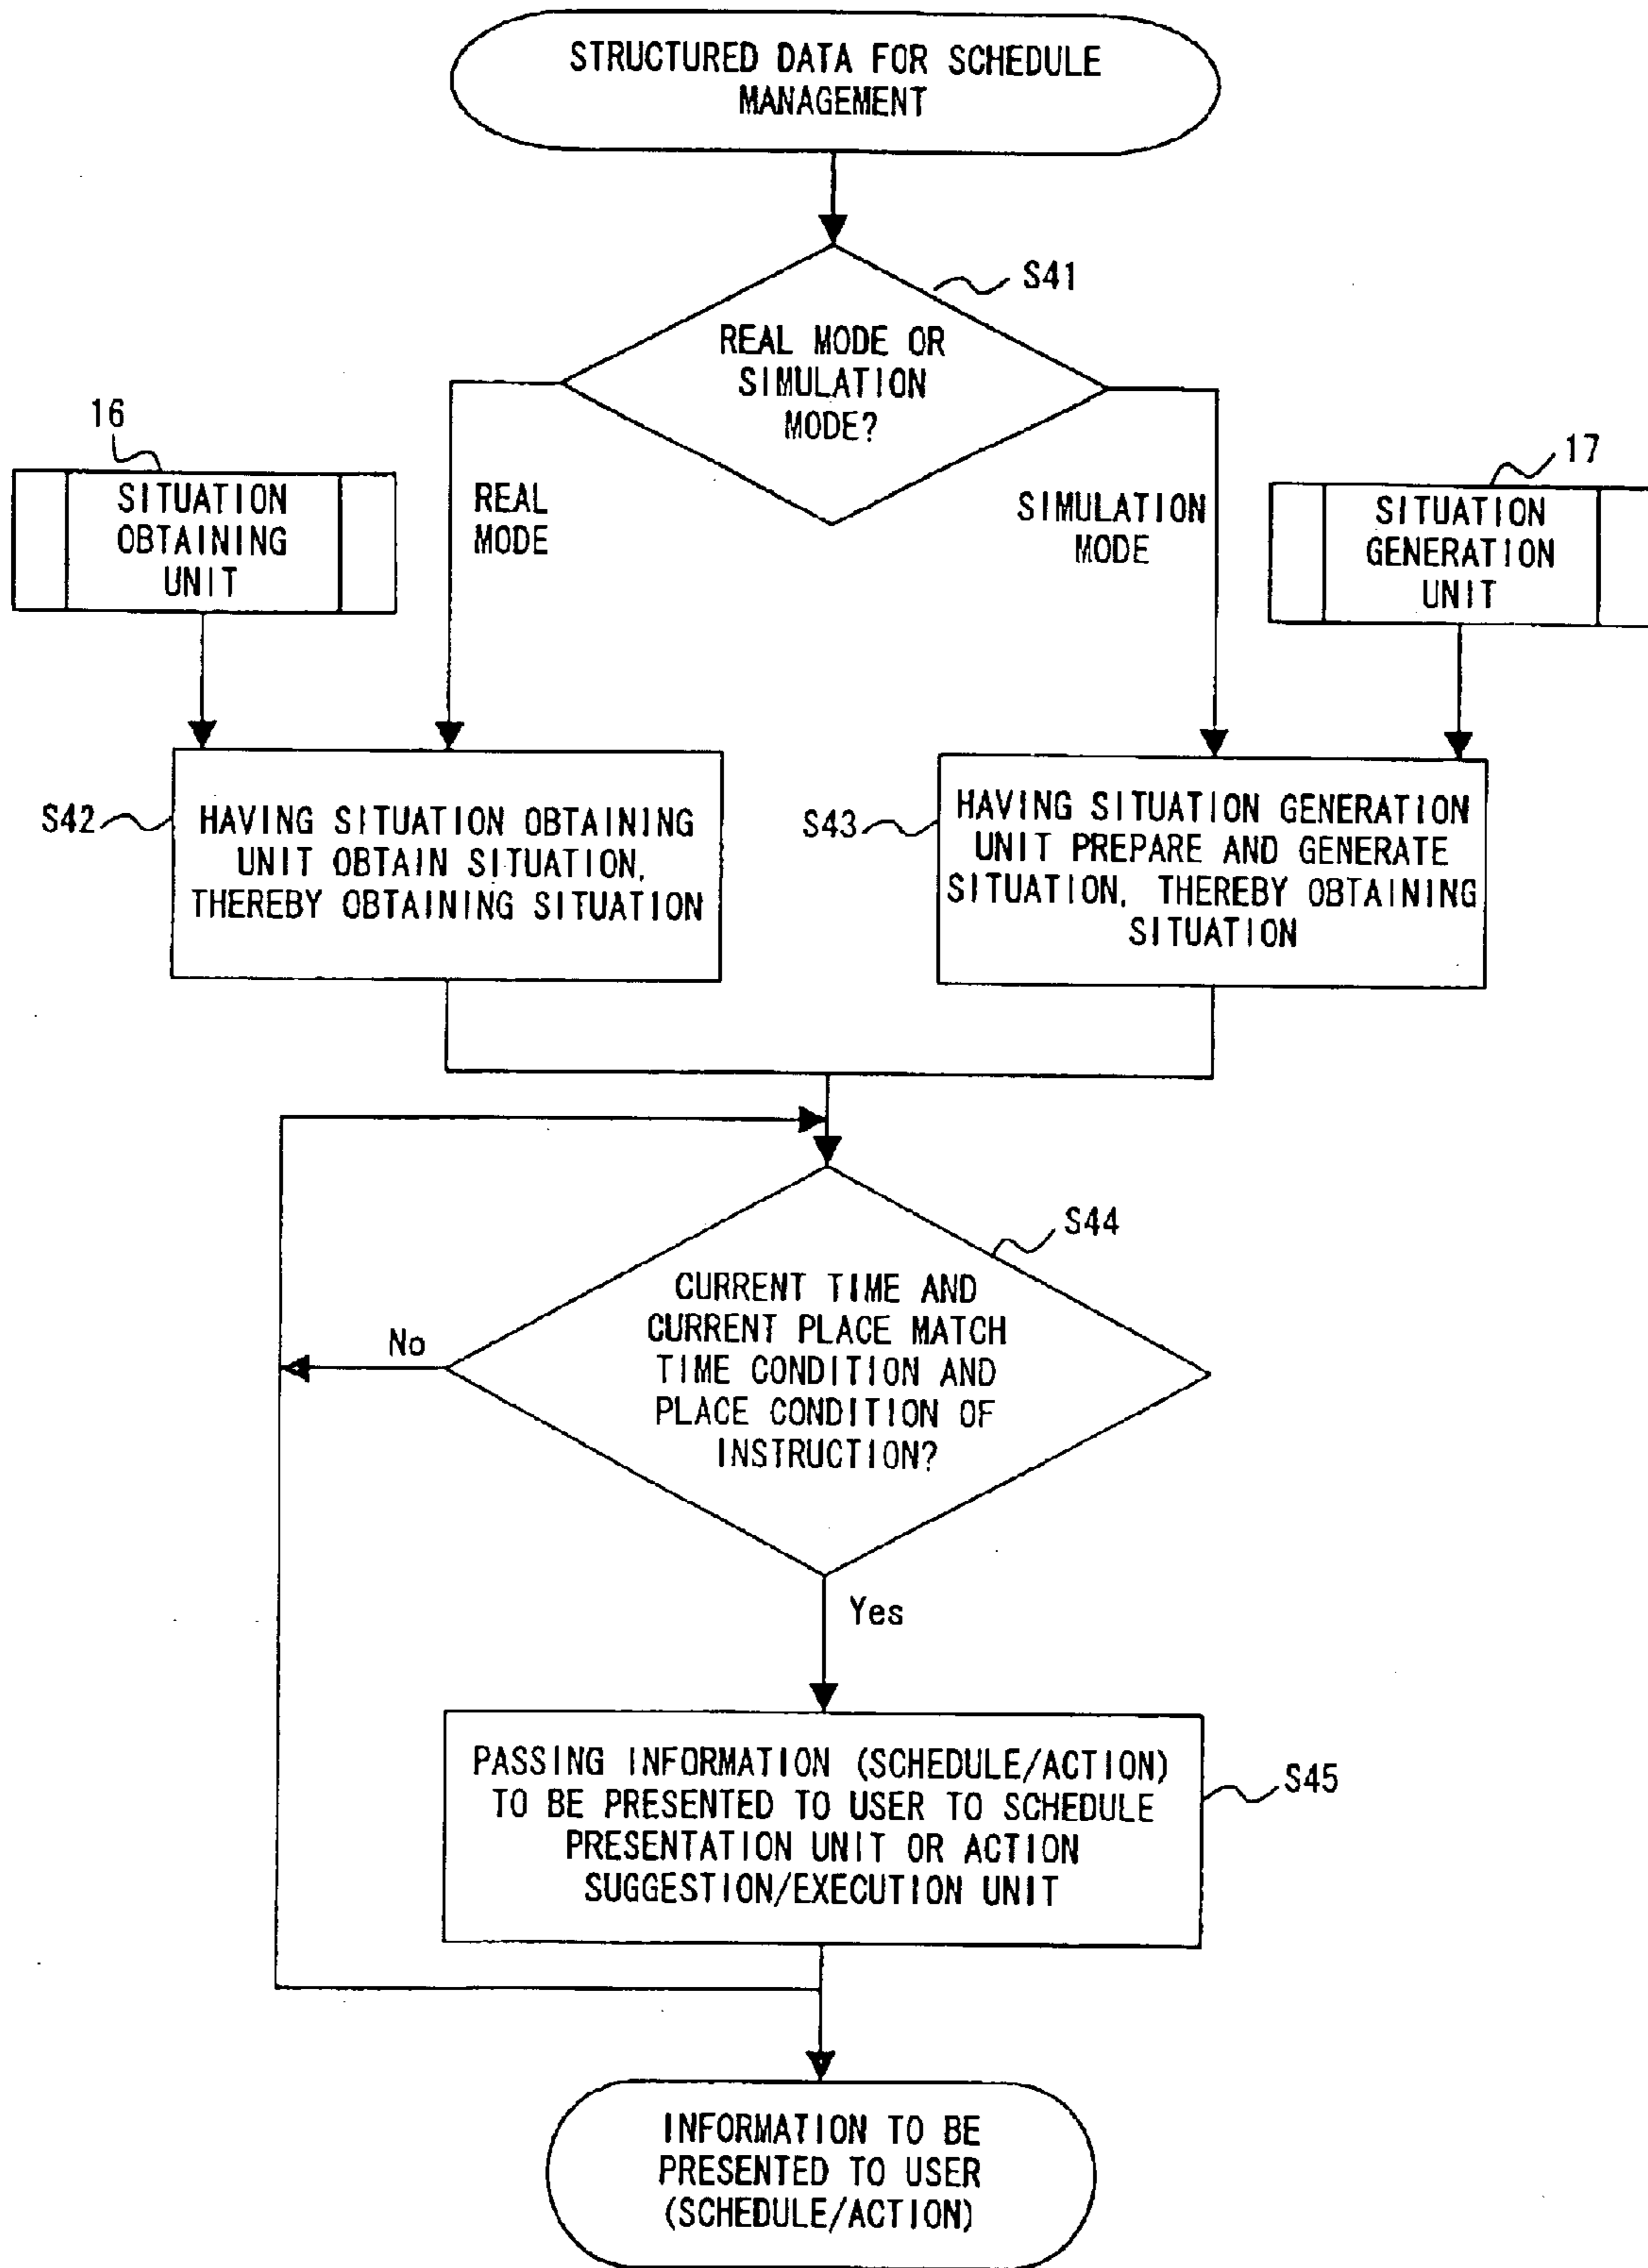 STRUCTURED DATA FOR SCHEDULE
MANAGEMENT
S41
REAL MODE OR
SIMULATION
MODE?
16
SITUATION
OBTAINING
UNIT
REAL
MODE
SIMULATION
MODE
17
SITUATION
GENERATION
UNIT
S42
HAVING SITUATION OBTAINING
UNIT OBTAIN SITUATION,
THEREBY OBTAINING SITUATION
S43
HAVING SITUATION GENERATION
UNIT PREPARE AND GENERATE
SITUATION, THEREBY OBTAINING
SITUATION
S44
CURRENT TIME AND
CURRENT PLACE MATCH
TIME CONDITION AND
PLACE CONDITION OF
INSTRUCTION?
No
Yes
PASSING INFORMATION (SCHEDULE/ACTION)
TO BE PRESENTED TO USER TO SCHEDULE
PRESENTATION UNIT OR ACTION
SUGGESTION/EXECUTION UNIT
S45
INFORMATION TO BE
PRESENTED TO USER
(SCHEDULE/ACTION)